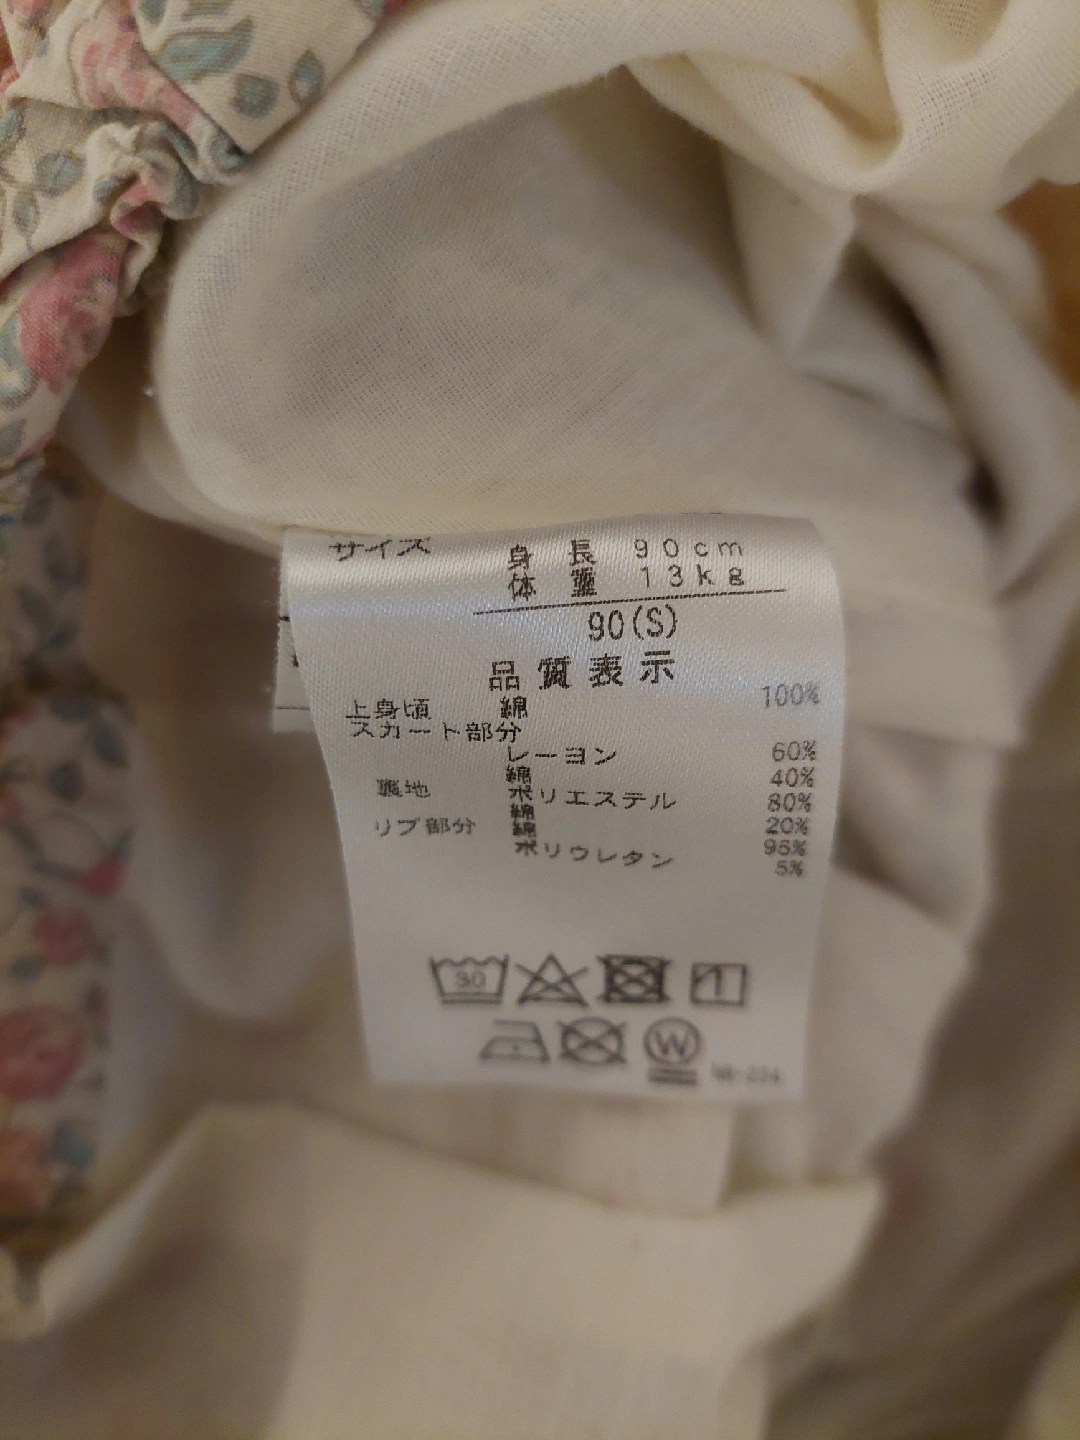 サイズ 身長 90cm
体重 13kg
90(S)
品質表示
上身頃 綿 100%
スカート部分
レーヨン 60%
綿 40%
裏地 ポリエステル 80%
綿 20%
リブ部分 綿 95%
ポリウレタン 5%
30
1
W